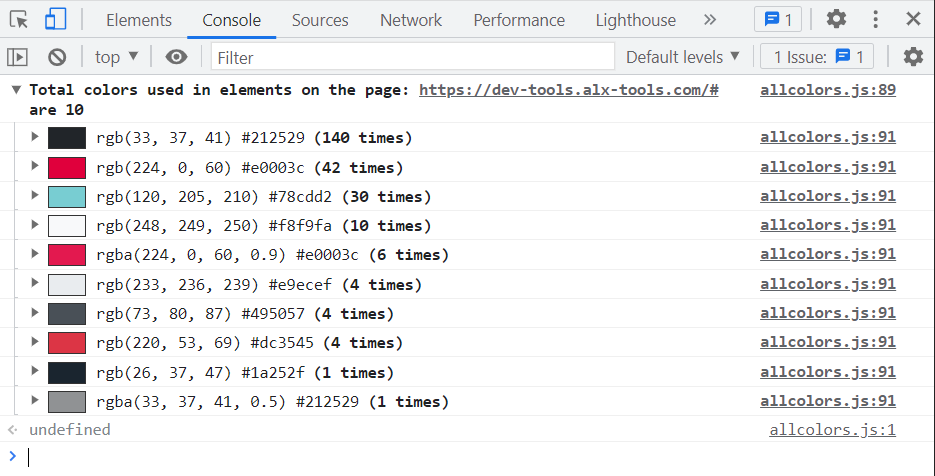 Elements Console Sources Network Performance Lighthouse » 1
top ▼ Filter Default levels ▼ 1 Issue: 1
▼ Total colors used in elements on the page: https://dev-tools.alx-tools.com/# allcolors.js:89
are 10
▶ rgb(33, 37, 41) #212529 (140 times) allcolors.js:91
▶ rgb(224, 0, 60) #e0003c (42 times) allcolors.js:91
▶ rgb(120, 205, 210) #78cdd2 (30 times) allcolors.js:91
▶ rgb(248, 249, 250) #f8f9fa (10 times) allcolors.js:91
▶ rgba(224, 0, 60, 0.9) #e0003c (6 times) allcolors.js:91
▶ rgb(233, 236, 239) #e9ecef (4 times) allcolors.js:91
▶ rgb(73, 80, 87) #495057 (4 times) allcolors.js:91
▶ rgb(220, 53, 69) #dc3545 (4 times) allcolors.js:91
▶ rgb(26, 37, 47) #1a252f (1 times) allcolors.js:91
▶ rgba(33, 37, 41, 0.5) #212529 (1 times) allcolors.js:91
undefined allcolors.js:1